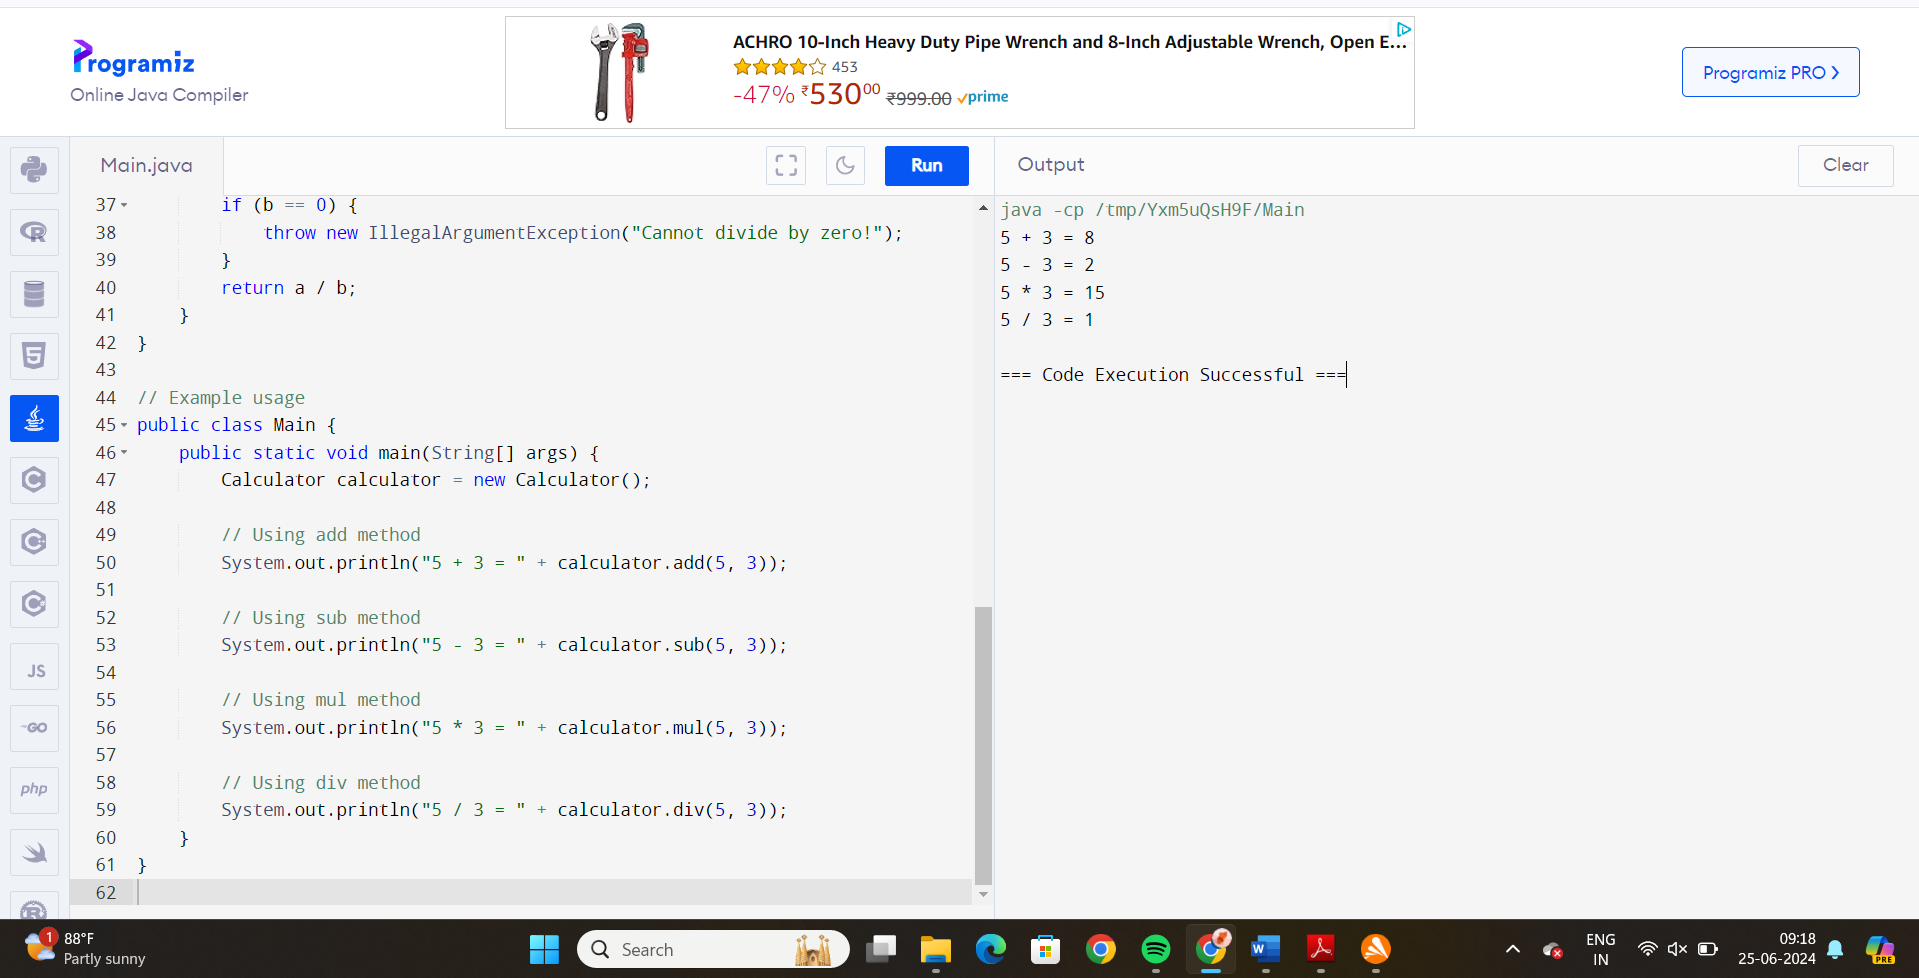 Programiz
Online Java Compiler
ACHRO 10-Inch Heavy Duty Pipe Wrench and 8-Inch Adjustable Wrench, Open E...
453
-47% ₹530⁰⁰ ₹999.00 prime
Programiz PRO >
Main.java
Run
Output
Clear
37 if (b == 0) {
38 throw new IllegalArgumentException("Cannot divide by zero!");
39 }
40 return a / b;
41 }
42 }
43
44 // Example usage
45 public class Main {
46 public static void main(String[] args) {
47 Calculator calculator = new Calculator();
48
49 // Using add method
50 System.out.println("5 + 3 = " + calculator.add(5, 3));
51
52 // Using sub method
53 System.out.println("5 - 3 = " + calculator.sub(5, 3));
54
55 // Using mul method
56 System.out.println("5 * 3 = " + calculator.mul(5, 3));
57
58 // Using div method
59 System.out.println("5 / 3 = " + calculator.div(5, 3));
60 }
61 }
62
java -cp /tmp/Yxm5uQsH9F/Main
5 + 3 = 8
5 - 3 = 2
5 * 3 = 15
5 / 3 = 1
=== Code Execution Successful ===
R
5
C
C
C
JS
GO
php
R
1
88°F
Partly sunny
Search
W
ENG
IN
09:18
25-06-2024
PRE